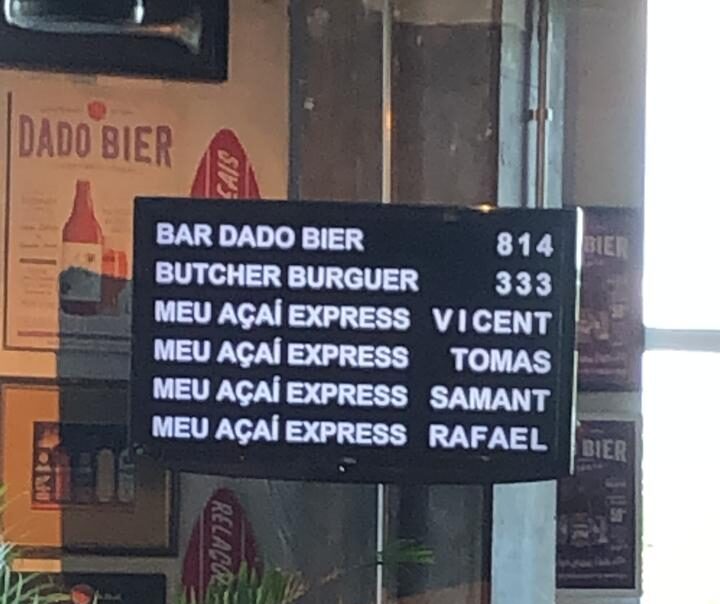 DADO BIER
BAR DADO BIER 814
BUTCHER BURGUER 333
MEU AÇAÍ EXPRESS VICENT
MEU AÇAÍ EXPRESS TOMAS
MEU AÇAÍ EXPRESS SAMANT
MEU AÇAÍ EXPRESS RAFAEL
BIER
BIER